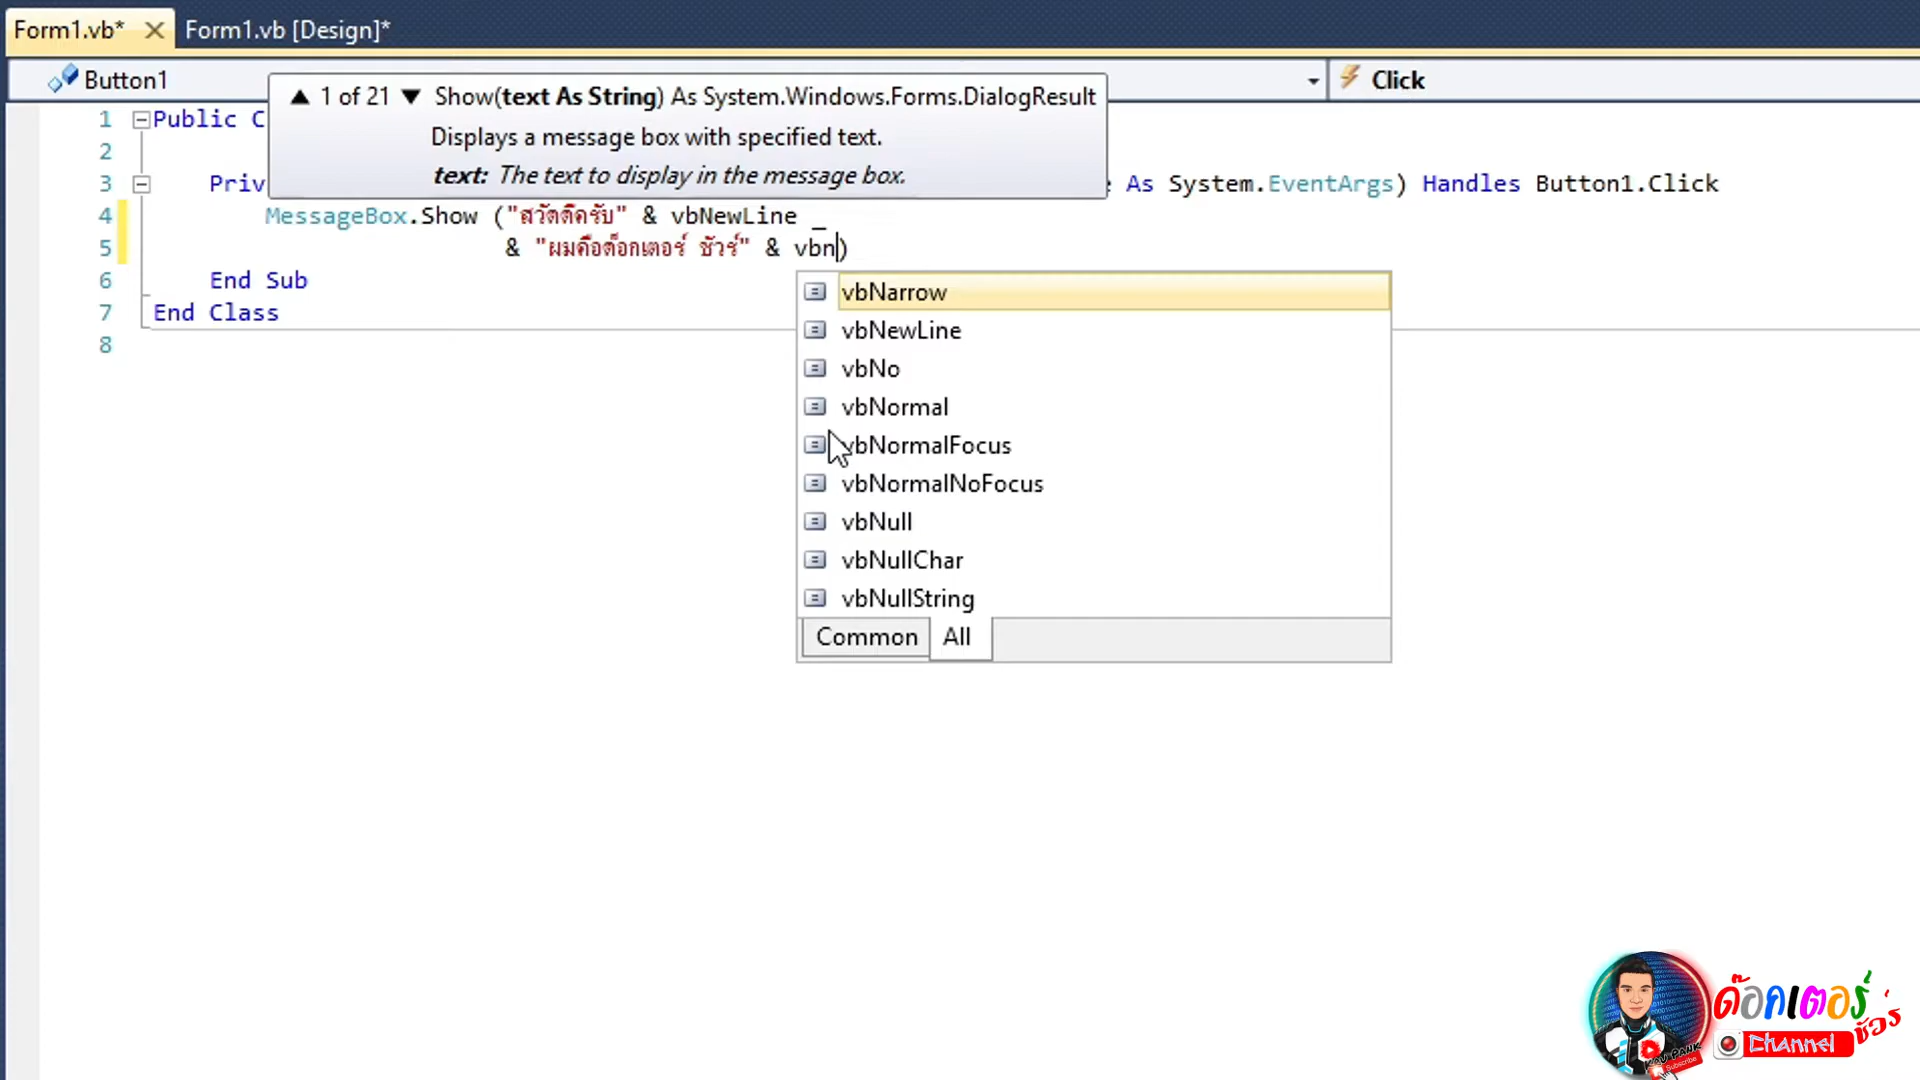 Form1.vb* Form1.vb [Design]*
Button1 Click
1 of 21 Show(text As String) As System.Windows.Forms.DialogResult
Displays a message box with specified text.
text: The text to display in the message box.
1 Public C
2
3 Priv As System.EventArgs) Handles Button1.Click
4 MessageBox.Show ("สวัดดีครับ" & vbNewLine _
5 & "ผมคือด็อกเตอร์ ชัวร์" & vbn)
6 End Sub
7 End Class
8
vbNarrow
vbNewLine
vbNo
vbNormal
vbNormalFocus
vbNormalNoFocus
vbNull
vbNullChar
vbNullString
Common All
ด๊อกเตอร์
ชัวร์
Channel
Subscribe